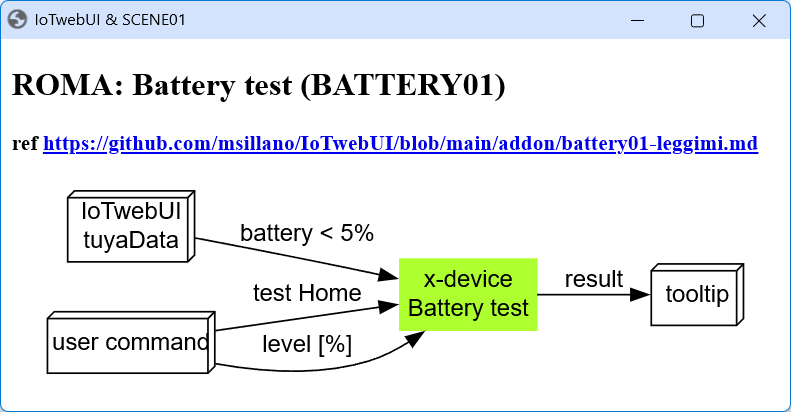 IoTwebUI & SCENE01
ROMA: Battery test (BATTERY01)
ref https://github.com/msillano/IoTwebUI/blob/main/addon/battery01-leggimi.md
IoTwebUI
tuyaData
battery < 5%
test Home
x-device
Battery test
result
tooltip
user command
level [%]